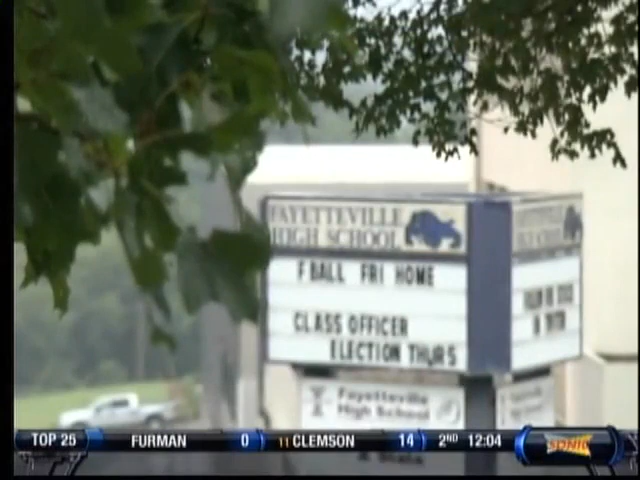 FAYETTEVILLE
HIGH SCHOOL
F BALL FRI HOME
CLASS OFFICER
ELECTION THURS
Fayetteville
High School
TOP 25 FURMAN 0 11 CLEMSON 14 2ND 12:04 SONIC